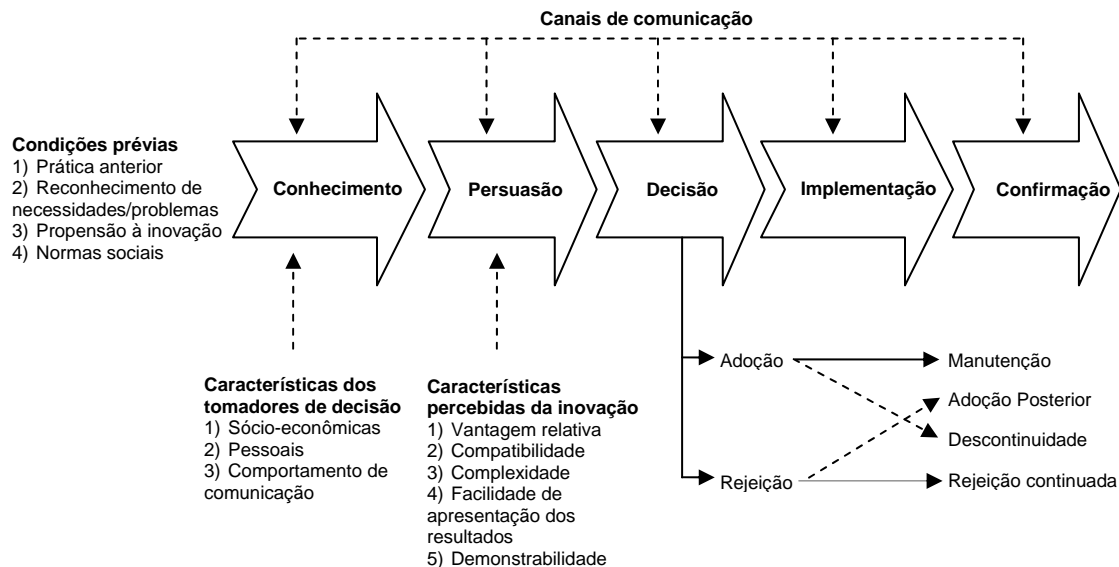 Canais de comunicação
Condições prévias
1) Prática anterior
2) Reconhecimento de
necessidades/problemas
3) Propensão à inovação
4) Normas sociais
Conhecimento
Persuasão
Decisão
Implementação
Confirmação
Características dos
tomadores de decisão
1) Sócio-econômicas
2) Pessoais
3) Comportamento de
comunicação
Características
percebidas da inovação
1) Vantagem relativa
2) Compatibilidade
3) Complexidade
4) Facilidade de
apresentação dos
resultados
5) Demonstrabilidade
Adoção
Manutenção
Adoção Posterior
Descontinuidade
Rejeição
Rejeição continuada